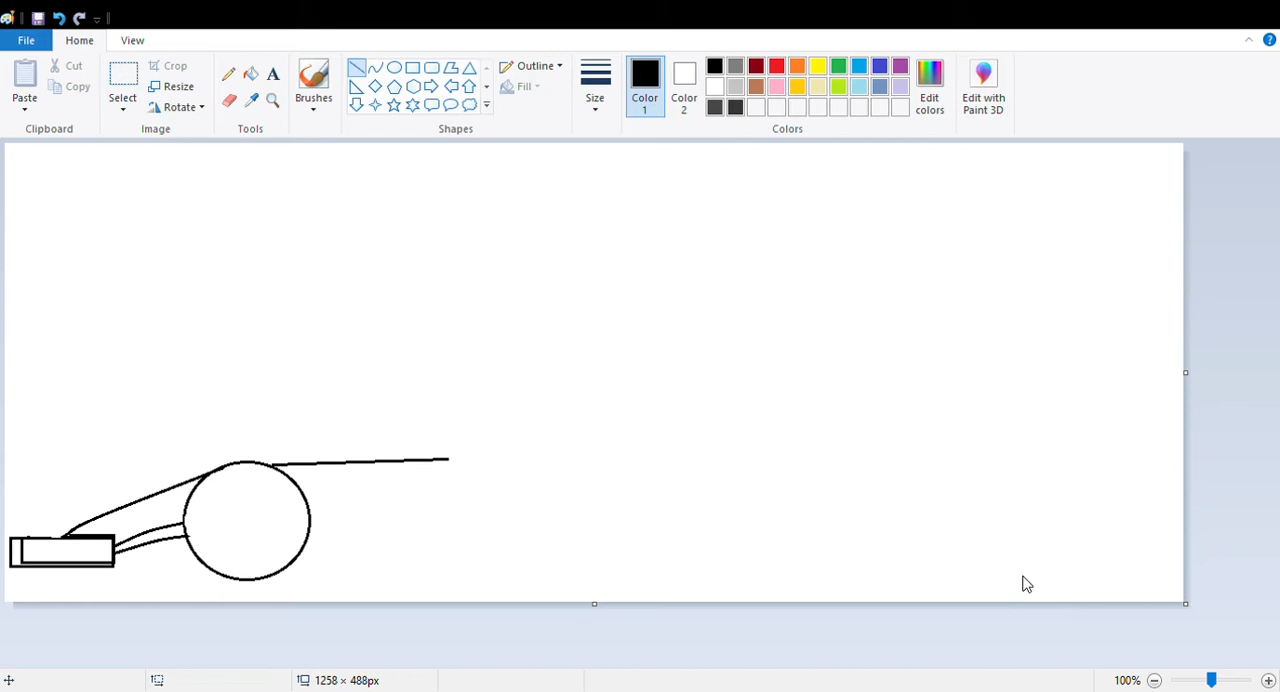 File Home View
Paste Cut Copy Clipboard
Select Crop Resize Rotate Image
A Tools
Brushes
Outline Fill Shapes
Size
Color 1 Color 2 Edit colors Colors
Edit with Paint 3D
1258 × 488px 100%